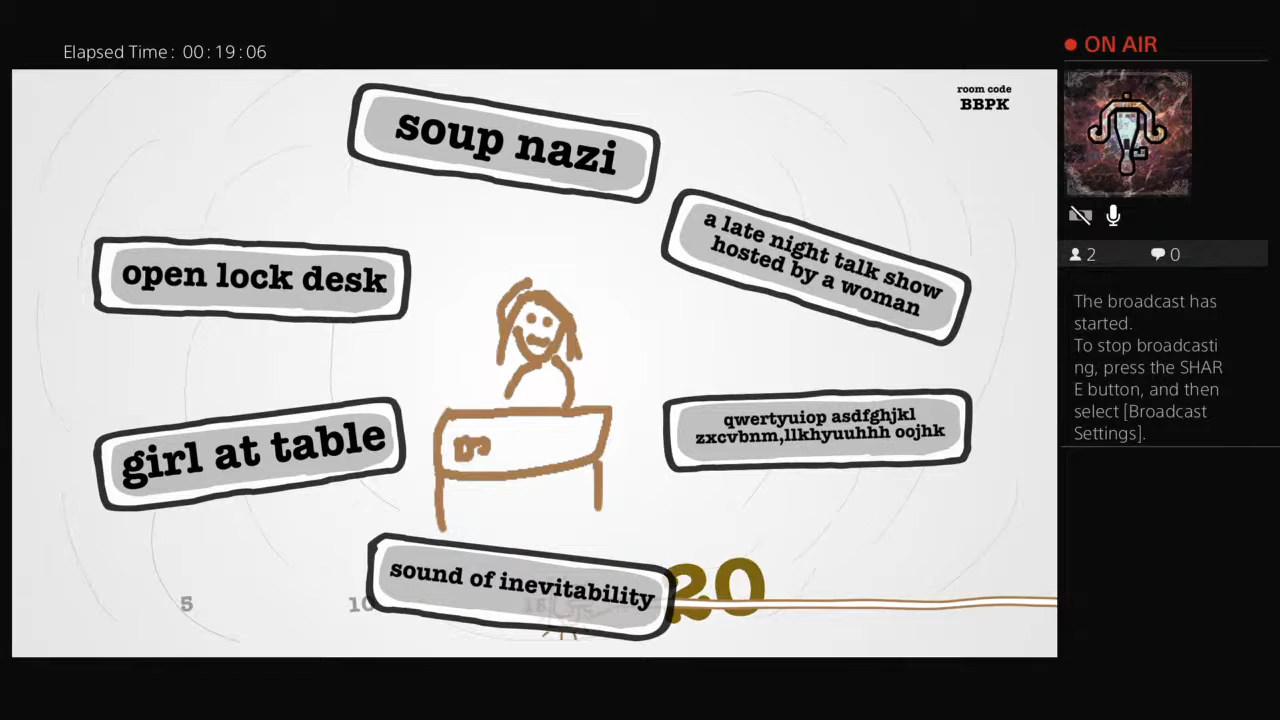 Elapsed Time: 00:19:06
ON AIR
room code
BBPK
soup nazi
a late night talk show
hosted by a woman
open lock desk
girl at table
qwertyuiop asdfghjkl
zxcvbnm,llkhyuuhhh oojhk
sound of inevitability
5
10
20
2
0
The broadcast has
started.
To stop broadcasti
ng, press the SHAR
E button, and then
select [Broadcast
Settings].